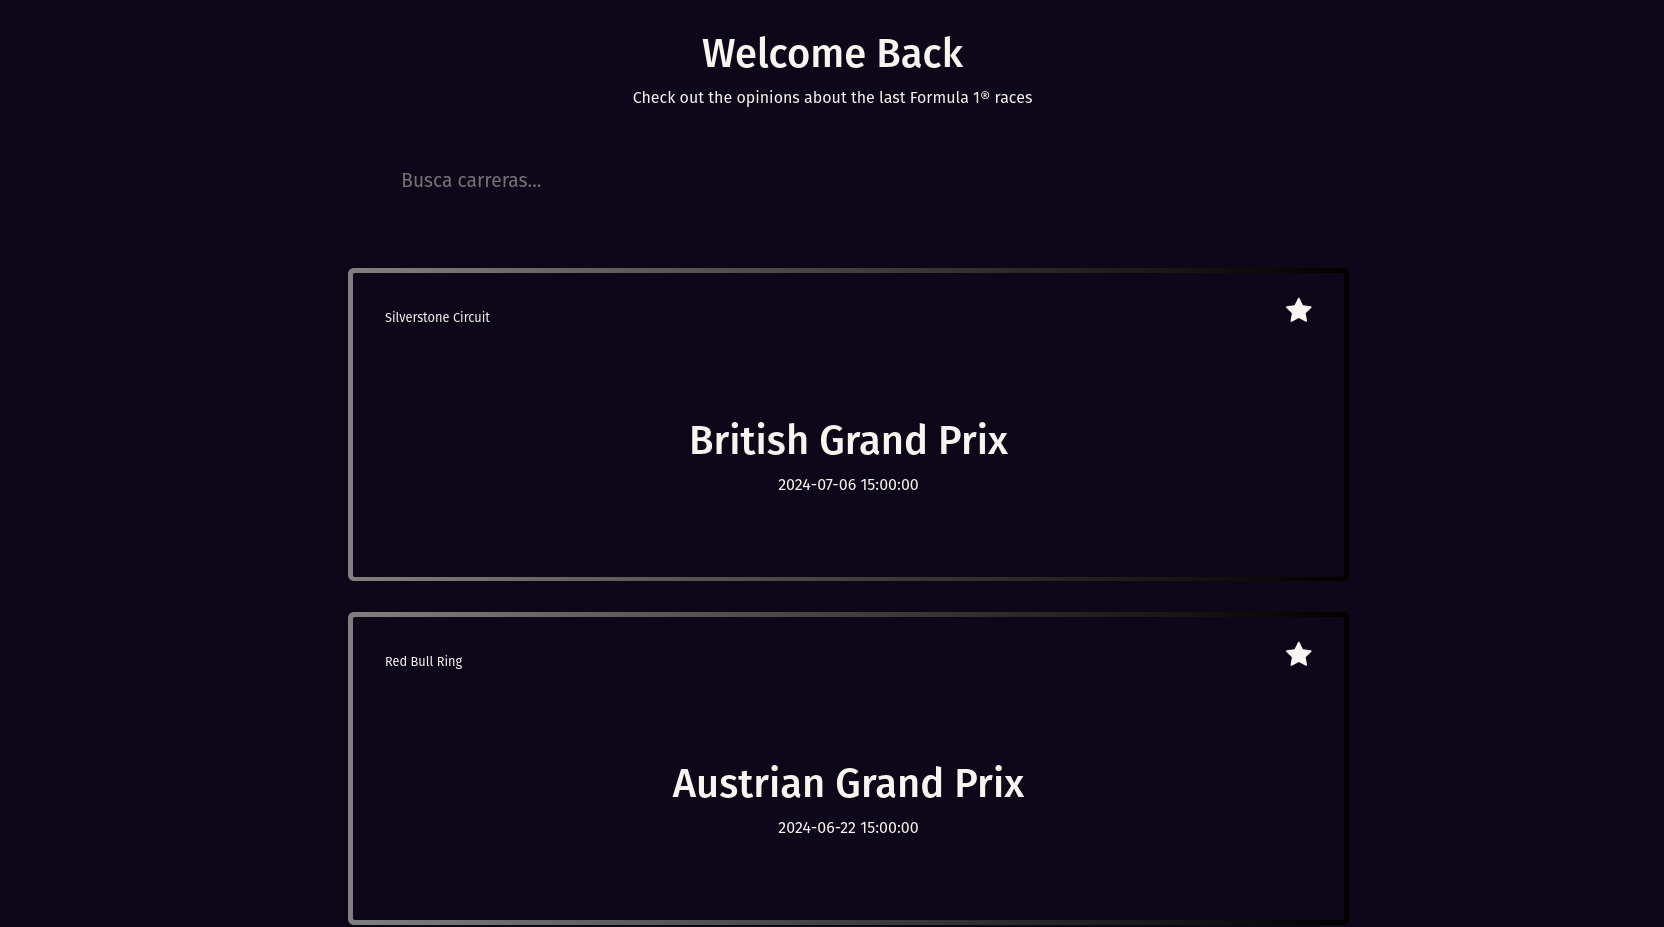 Welcome Back
Check out the opinions about the last Formula 1® races
Busca carreras...
Silverstone Circuit
British Grand Prix
2024-07-06 15:00:00
Red Bull Ring
Austrian Grand Prix
2024-06-22 15:00:00